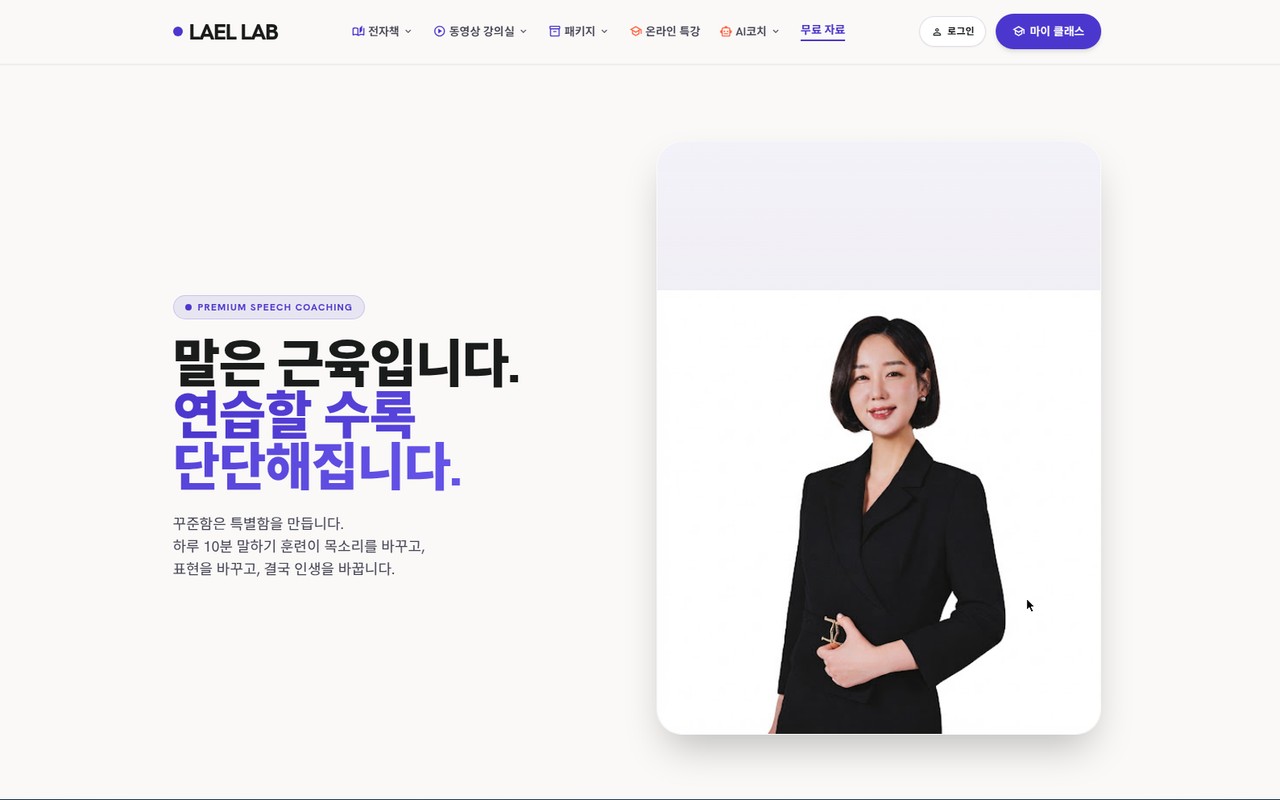 LAEL LAB
전자책
동영상 강의실
패키지
온라인 특강
AI코치
무료 자료
로그인
마이 클래스
PREMIUM SPEECH COACHING
말은 근육입니다.
연습할 수록
단단해집니다.
꾸준함은 특별함을 만듭니다.
하루 10분 말하기 훈련이 목소리를 바꾸고,
표현을 바꾸고, 결국 인생을 바꿉니다.